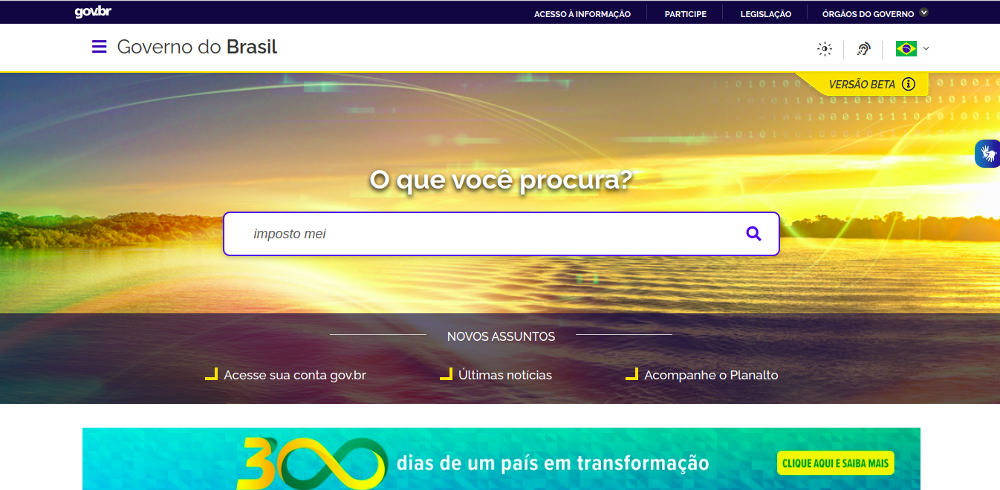 gov.br
ACESSO À INFORMAÇÃO
PARTICIPE
LEGISLAÇÃO
ÓRGÃOS DO GOVERNO
Governo do Brasil
VERSÃO BETA
O que você procura?
imposto mei
NOVOS ASSUNTOS
Acesse sua conta gov.br
Últimas notícias
Acompanhe o Planalto
300 dias de um país em transformação
CLIQUE AQUI E SAIBA MAIS